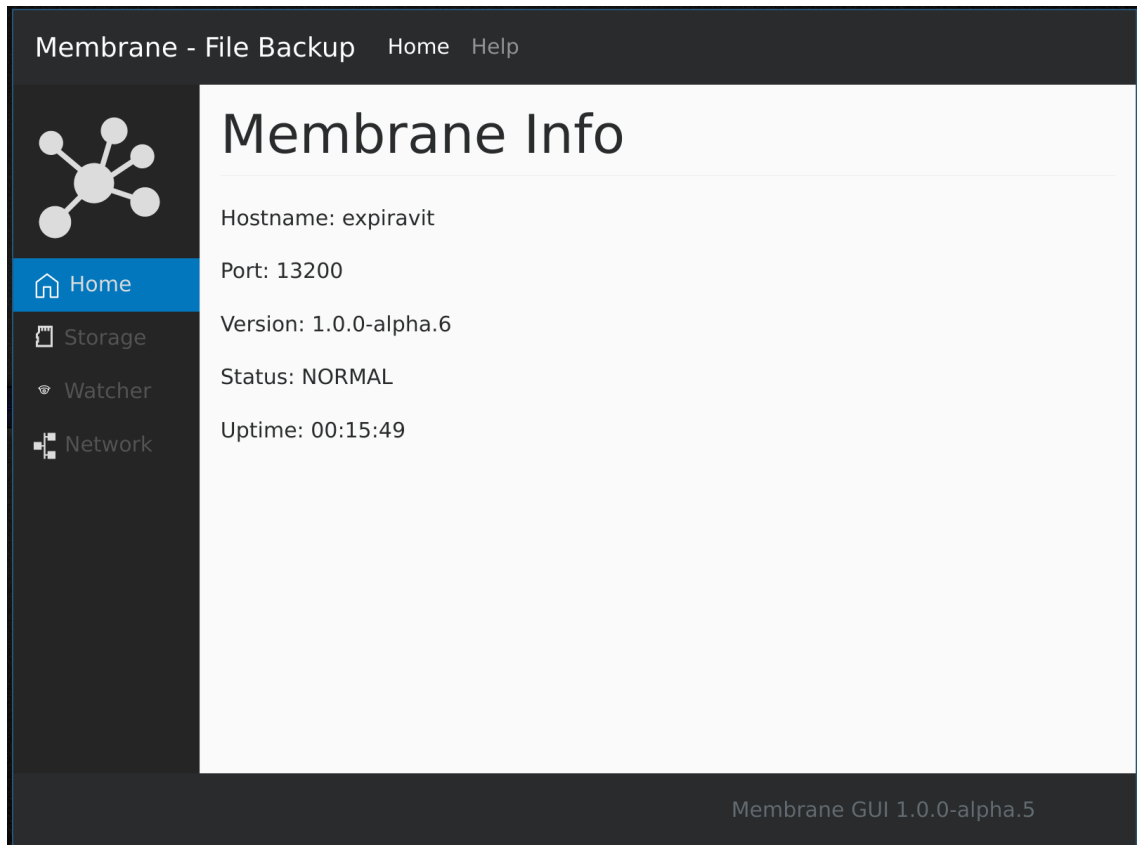 Membrane - File Backup Home Help
Membrane Info
Hostname: expiravit
Port: 13200
Version: 1.0.0-alpha.6
Status: NORMAL
Uptime: 00:15:49
Home
Storage
Watcher
Network
Membrane GUI 1.0.0-alpha.5